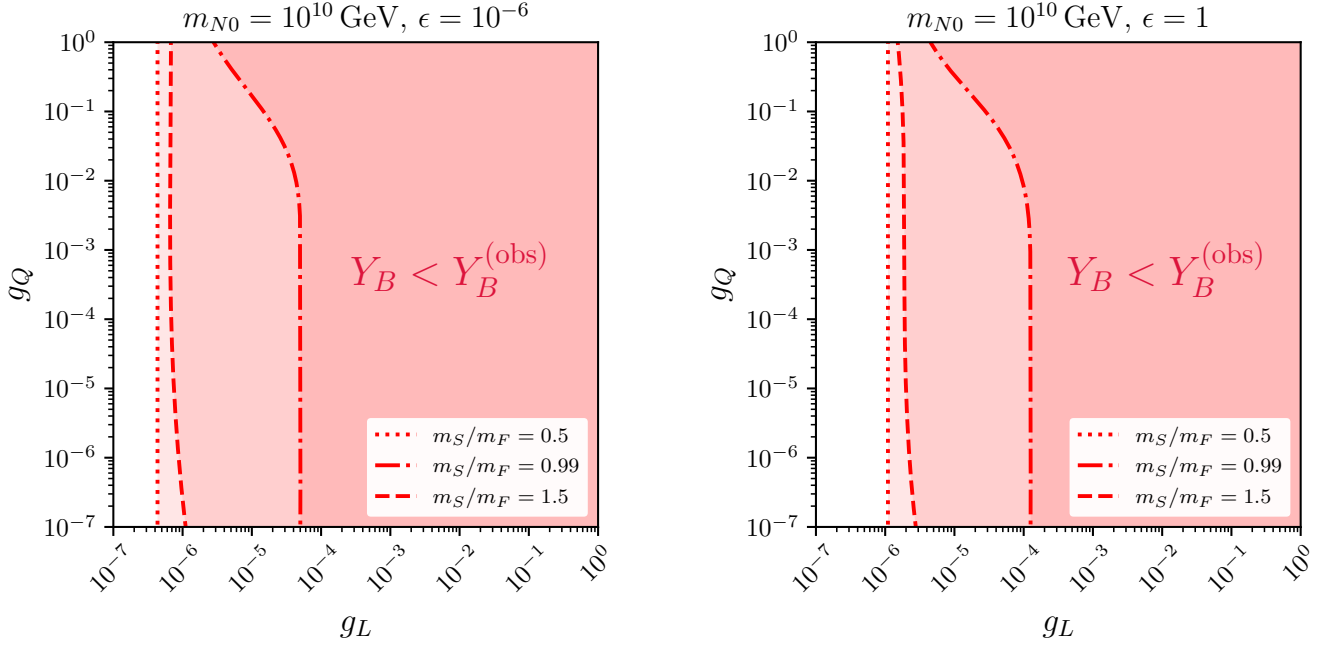 m_{N0} = 10^{10} GeV, ϵ = 10^{-6}
g_Q
10^0
10^{-1}
10^{-2}
10^{-3}
10^{-4}
10^{-5}
10^{-6}
10^{-7}
Y_B < Y_B^{(obs)}
m_S/m_F = 0.5
m_S/m_F = 0.99
m_S/m_F = 1.5
10^{-7} 10^{-6} 10^{-5} 10^{-4} 10^{-3} 10^{-2} 10^{-1} 10^0
g_L
m_{N0} = 10^{10} GeV, ϵ = 1
g_Q
10^0
10^{-1}
10^{-2}
10^{-3}
10^{-4}
10^{-5}
10^{-6}
10^{-7}
Y_B < Y_B^{(obs)}
m_S/m_F = 0.5
m_S/m_F = 0.99
m_S/m_F = 1.5
10^{-7} 10^{-6} 10^{-5} 10^{-4} 10^{-3} 10^{-2} 10^{-1} 10^0
g_L